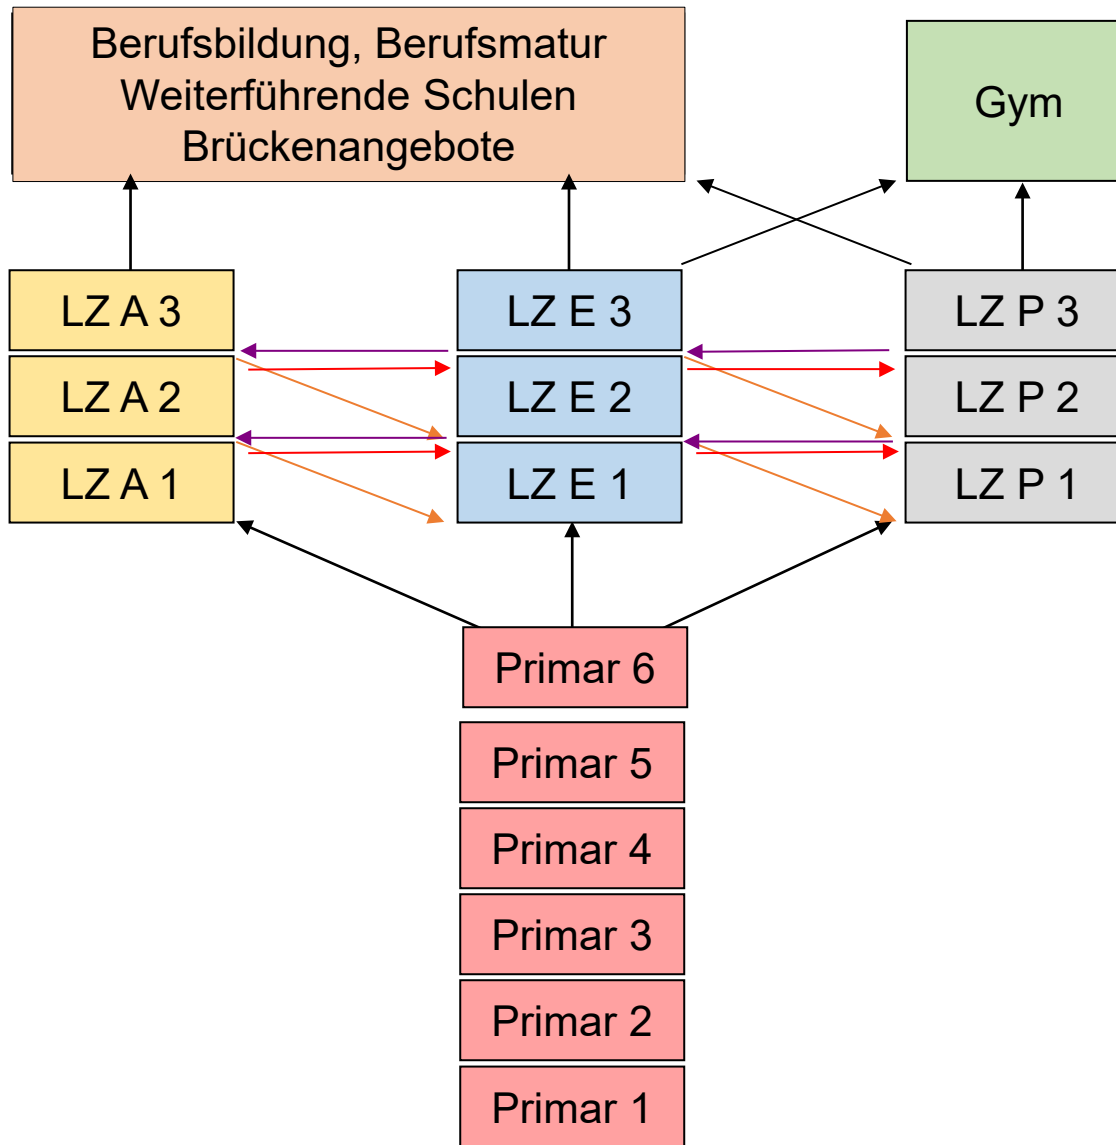 Berufsbildung, Berufsmatur
Weiterführende Schulen
Brückenangebote
Gym
LZ A 3
LZ E 3
LZ P 3
LZ A 2
LZ E 2
LZ P 2
LZ A 1
LZ E 1
LZ P 1
Primar 6
Primar 5
Primar 4
Primar 3
Primar 2
Primar 1